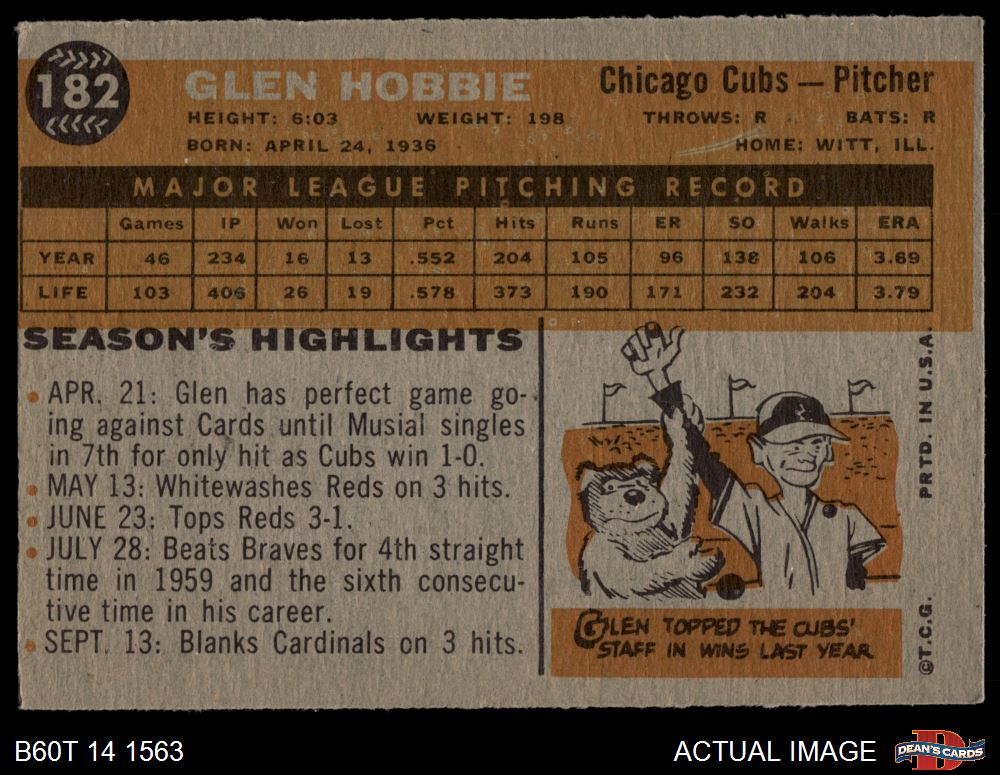 182
GLEN HOBBIE
Chicago Cubs — Pitcher
HEIGHT: 6:03 WEIGHT: 198 THROWS: R BATS: R
BORN: APRIL 24, 1936 HOME: WITT, ILL.
MAJOR LEAGUE PITCHING RECORD
Games IP Won Lost Pct Hits Runs ER SO Walks ERA
YEAR 46 234 16 13 .552 204 105 96 138 106 3.69
LIFE 103 406 26 19 .578 373 190 171 232 204 3.79
SEASON'S HIGHLIGHTS
• APR. 21: Glen has perfect game go-
ing against Cards until Musial singles
in 7th for only hit as Cubs win 1-0.
• MAY 13: Whitewashes Reds on 3 hits.
• JUNE 23: Tops Reds 3-1.
• JULY 28: Beats Braves for 4th straight
time in 1959 and the sixth consecu-
tive time in his career.
• SEPT. 13: Blanks Cardinals on 3 hits.
GLEN TOPPED THE CUBS'
STAFF IN WINS LAST YEAR
©T.C.G. PRTD. IN U.S.A.
B60T 14 1563
ACTUAL IMAGE
DEAN'S CARDS